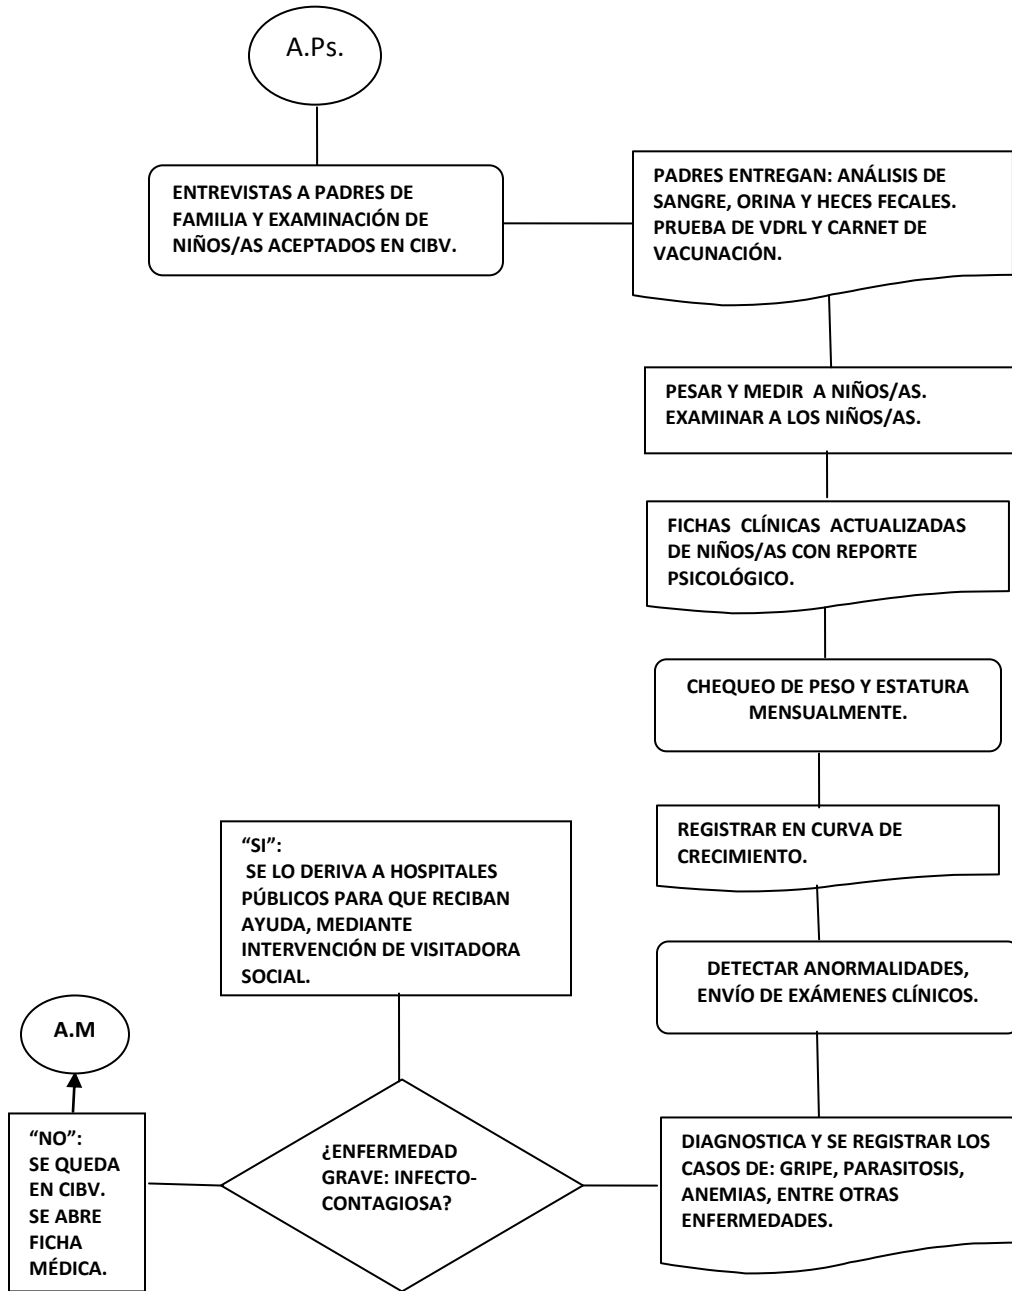 A.Ps.
ENTREVISTAS A PADRES DE
FAMILIA Y EXAMINACIÓN DE
NIÑOS/AS ACEPTADOS EN CIBV.
PADRES ENTREGAN: ANÁLISIS DE
SANGRE, ORINA Y HECES FECALES.
PRUEBA DE VDRL Y CARNET DE
VACUNACIÓN.
PESAR Y MEDIR A NIÑOS/AS.
EXAMINAR A LOS NIÑOS/AS.
FICHAS CLÍNICAS ACTUALIZADAS
DE NIÑOS/AS CON REPORTE
PSICOLÓGICO.
CHEQUEO DE PESO Y ESTATURA
MENSUALMENTE.
REGISTRAR EN CURVA DE
CRECIMIENTO.
DETECTAR ANORMALIDADES,
ENVÍO DE EXÁMENES CLÍNICOS.
DIAGNOSTICA Y SE REGISTRAR LOS
CASOS DE: GRIPE, PARASITOSIS,
ANEMIAS, ENTRE OTRAS
ENFERMEDADES.
¿ENFERMEDAD
GRAVE: INFECTO-
CONTAGIOSA?
“SI”:
SE LO DERIVA A HOSPITALES
PÚBLICOS PARA QUE RECIBAN
AYUDA, MEDIANTE
INTERVENCIÓN DE VISITADORA
SOCIAL.
“NO”:
SE QUEDA
EN CIBV.
SE ABRE
FICHA
MÉDICA.
A.M